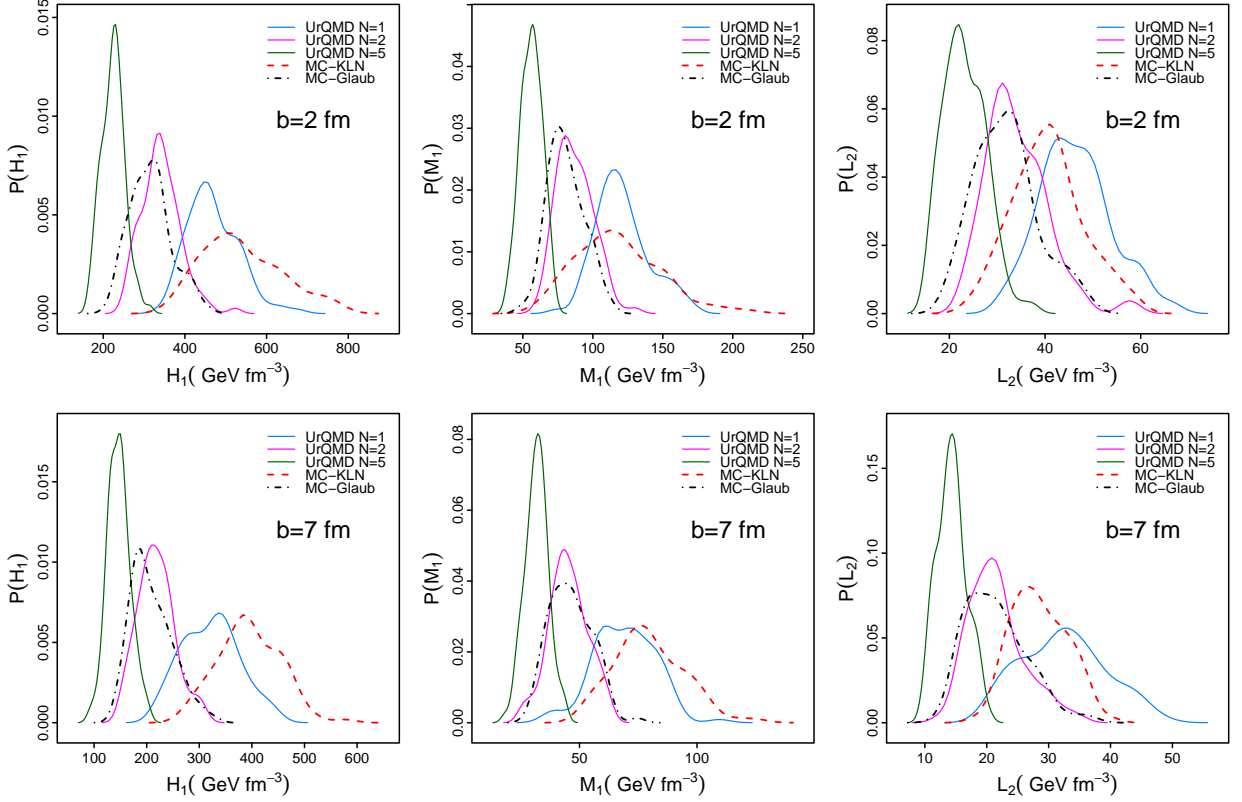 P(H₁)
0.000 0.005 0.010 0.015
UrQMD N=1
UrQMD N=2
UrQMD N=5
MC−KLN
MC−Glaub
b=2 fm
200 400 600 800
H₁( GeV fm⁻³)
P(M₁)
0.00 0.01 0.02 0.03 0.04
UrQMD N=1
UrQMD N=2
UrQMD N=5
MC−KLN
MC−Glaub
b=2 fm
50 100 150 200 250
M₁( GeV fm⁻³)
P(L₂)
0.00 0.02 0.04 0.06 0.08
UrQMD N=1
UrQMD N=2
UrQMD N=5
MC−KLN
MC−Glaub
b=2 fm
20 40 60
L₂( GeV fm⁻³)
P(H₁)
0.000 0.005 0.010 0.015
UrQMD N=1
UrQMD N=2
UrQMD N=5
MC−KLN
MC−Glaub
b=7 fm
100 200 300 400 500 600
H₁( GeV fm⁻³)
P(M₁)
0.00 0.02 0.04 0.06 0.08
UrQMD N=1
UrQMD N=2
UrQMD N=5
MC−KLN
MC−Glaub
b=7 fm
50 100
M₁( GeV fm⁻³)
P(L₂)
0.00 0.05 0.10 0.15
UrQMD N=1
UrQMD N=2
UrQMD N=5
MC−KLN
MC−Glaub
b=7 fm
10 20 30 40 50
L₂( GeV fm⁻³)